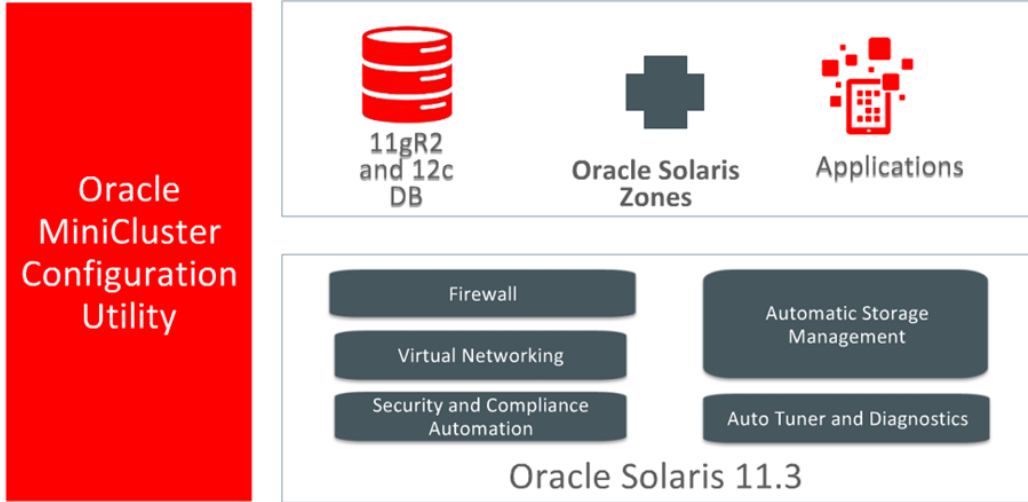 Oracle
MiniCluster
Configuration
Utility
11gR2
and 12c
DB
Oracle Solaris
Zones
Applications
Firewall
Virtual Networking
Security and Compliance
Automation
Automatic Storage
Management
Auto Tuner and Diagnostics
Oracle Solaris 11.3